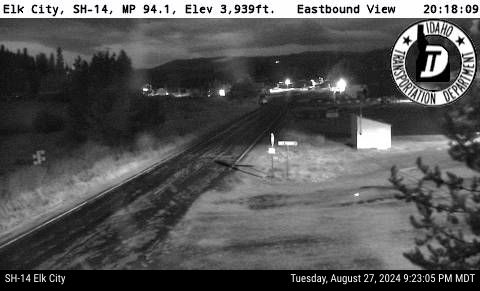 Elk City, SH-14, MP 94.1, Elev 3,939ft. Eastbound View 20:18:09
IDAHO
TRANSPORTATION DEPARTMENT
SH-14 Elk City Tuesday, August 27, 2024 9:23:05 PM MDT